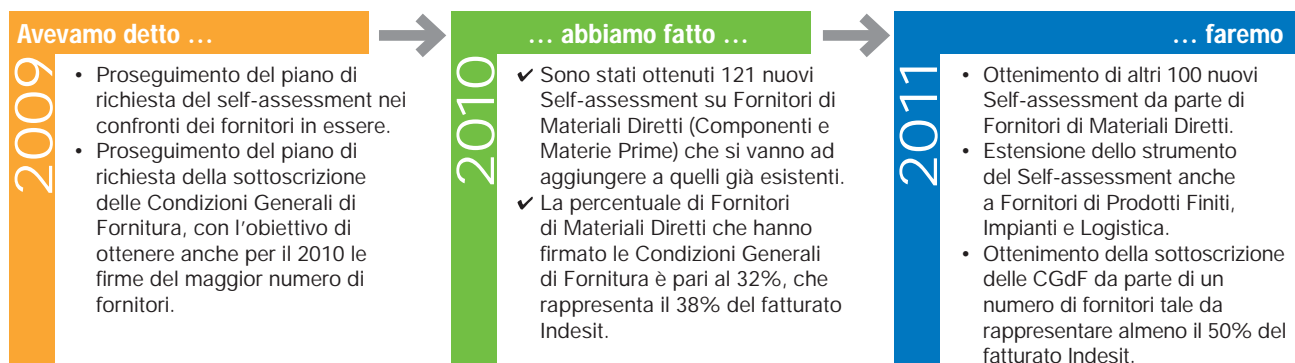 Avevamo detto …
2009
• Proseguimento del piano di
richiesta del self-assessment nei
confronti dei fornitori in essere.
• Proseguimento del piano di
richiesta della sottoscrizione
delle Condizioni Generali di
Fornitura, con l'obiettivo di
ottenere anche per il 2010 le
firme del maggior numero di
fornitori.
… abbiamo fatto …
2010
✔ Sono stati ottenuti 121 nuovi
Self-assessment su Fornitori di
Materiali Diretti (Componenti e
Materie Prime) che si vanno ad
aggiungere a quelli già esistenti.
✔ La percentuale di Fornitori
di Materiali Diretti che hanno
firmato le Condizioni Generali
di Fornitura è pari al 32%, che
rappresenta il 38% del fatturato
Indesit.
… faremo
2011
• Ottenimento di altri 100 nuovi
Self-assessment da parte di
Fornitori di Materiali Diretti.
• Estensione dello strumento
del Self-assessment anche
a Fornitori di Prodotti Finiti,
Impianti e Logistica.
• Ottenimento della sottoscrizione
delle CGdF da parte di un
numero di fornitori tale da
rappresentare almeno il 50% del
fatturato Indesit.